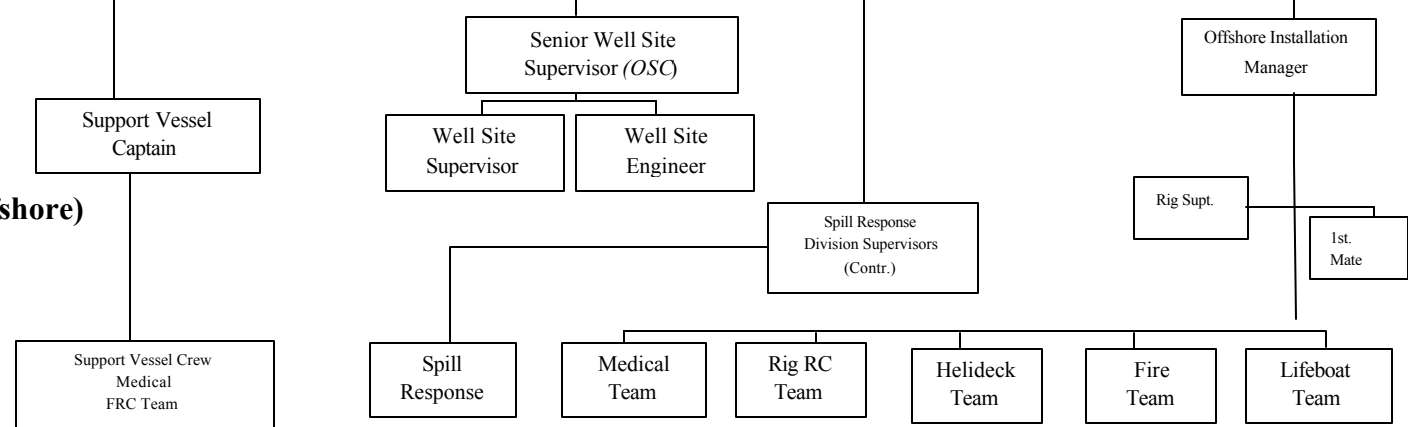 Senior Well Site
Supervisor (OSC)
Offshore Installation
Manager
Support Vessel
Captain
Well Site
Supervisor
Well Site
Engineer
shore)
Rig Supt.
1st.
Mate
Spill Response
Division Supervisors
(Contr.)
Support Vessel Crew
Medical
FRC Team
Spill
Response
Medical
Team
Rig RC
Team
Helideck
Team
Fire
Team
Lifeboat
Team